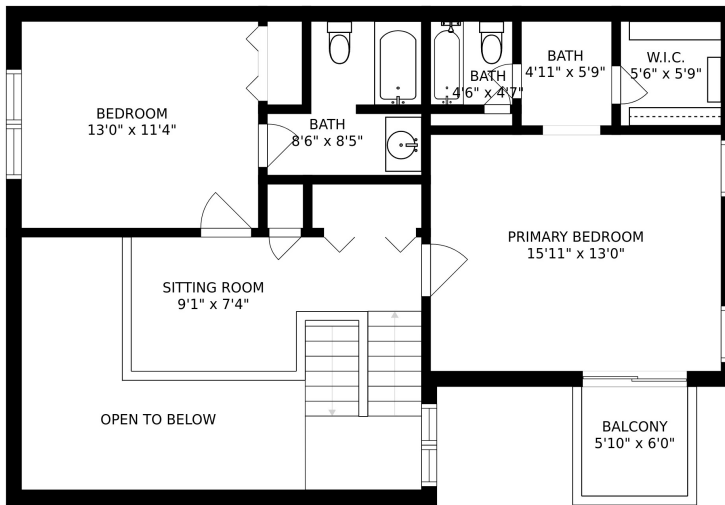 BEDROOM
13'0" x 11'4"
BATH
8'6" x 8'5"
BATH
4'6" x 4'7"
BATH
4'11" x 5'9"
W.I.C.
5'6" x 5'9"
PRIMARY BEDROOM
15'11" x 13'0"
SITTING ROOM
9'1" x 7'4"
OPEN TO BELOW
BALCONY
5'10" x 6'0"